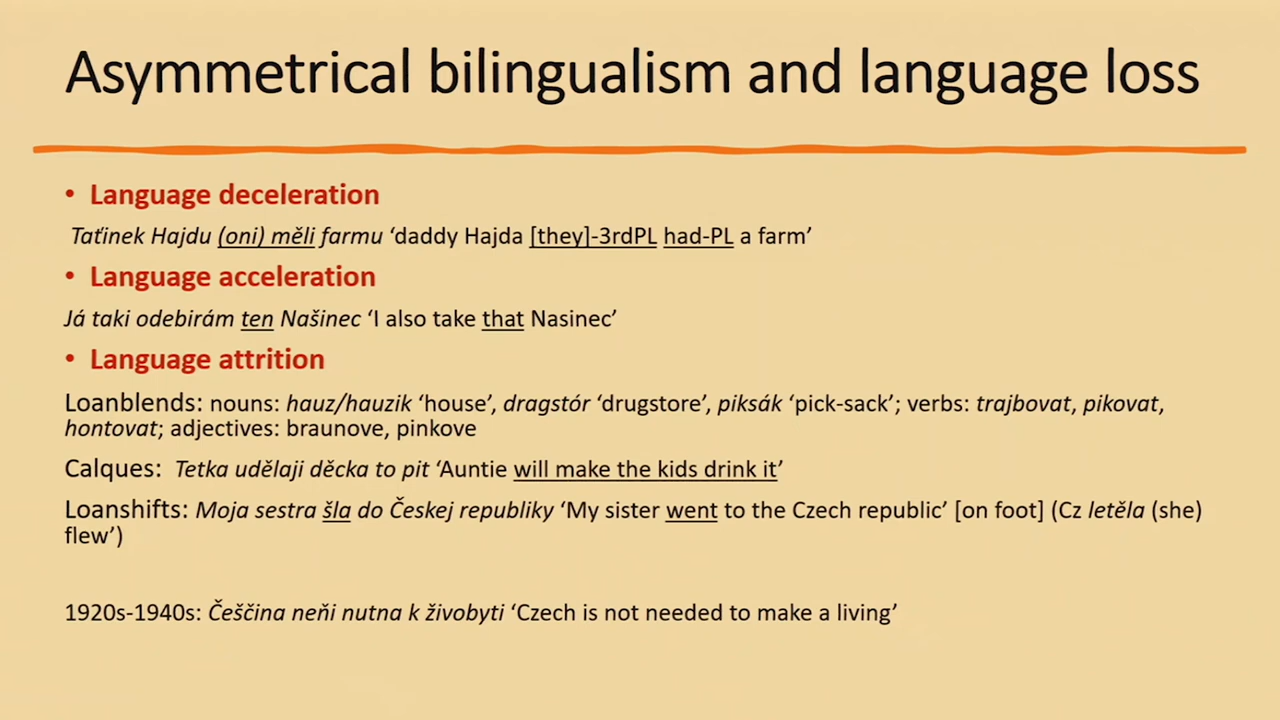 Asymmetrical bilingualism and language loss
• Language deceleration
Taťinek Hajdu (oni) měli farmu ‘daddy Hajda [they]-3rdPL had-PL a farm’
• Language acceleration
Já taki odebirám ten Našinec ‘I also take that Nasinec’
• Language attrition
Loanblends: nouns: hauz/hauzik ‘house’, dragstór ‘drugstore’, piksák ‘pick-sack’; verbs: trajbovat, pikovat,
hontovat; adjectives: braunove, pinkove
Calques: Tetka udělaji děcka to pit ‘Auntie will make the kids drink it’
Loanshifts: Moja sestra šla do Českej republiky ‘My sister went to the Czech republic’ [on foot] (Cz letěla (she)
flew’)
1920s-1940s: Češčina neňi nutna k živobyti ‘Czech is not needed to make a living’